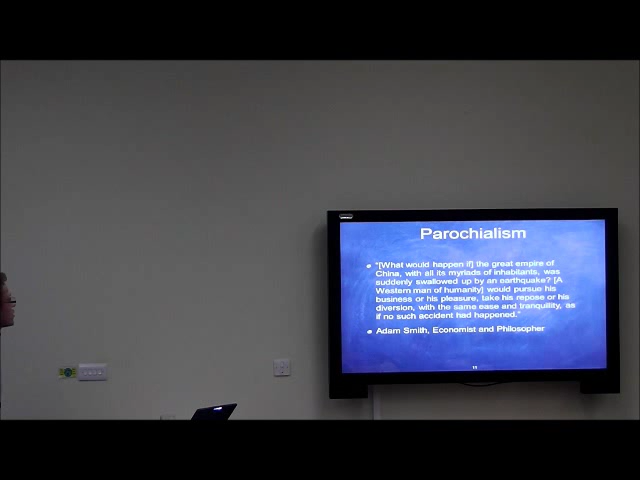 Parochialism
"[What would happen if] the great empire of
China, with all its myriads of inhabitants, was
suddenly swallowed up by an earthquake? [A
Western man of humanity] would pursue his
business or his pleasure, take his repose or his
diversion, with the same ease and tranquility, as
if no such accident had happened."
Adam Smith, Economist and Philosopher
11